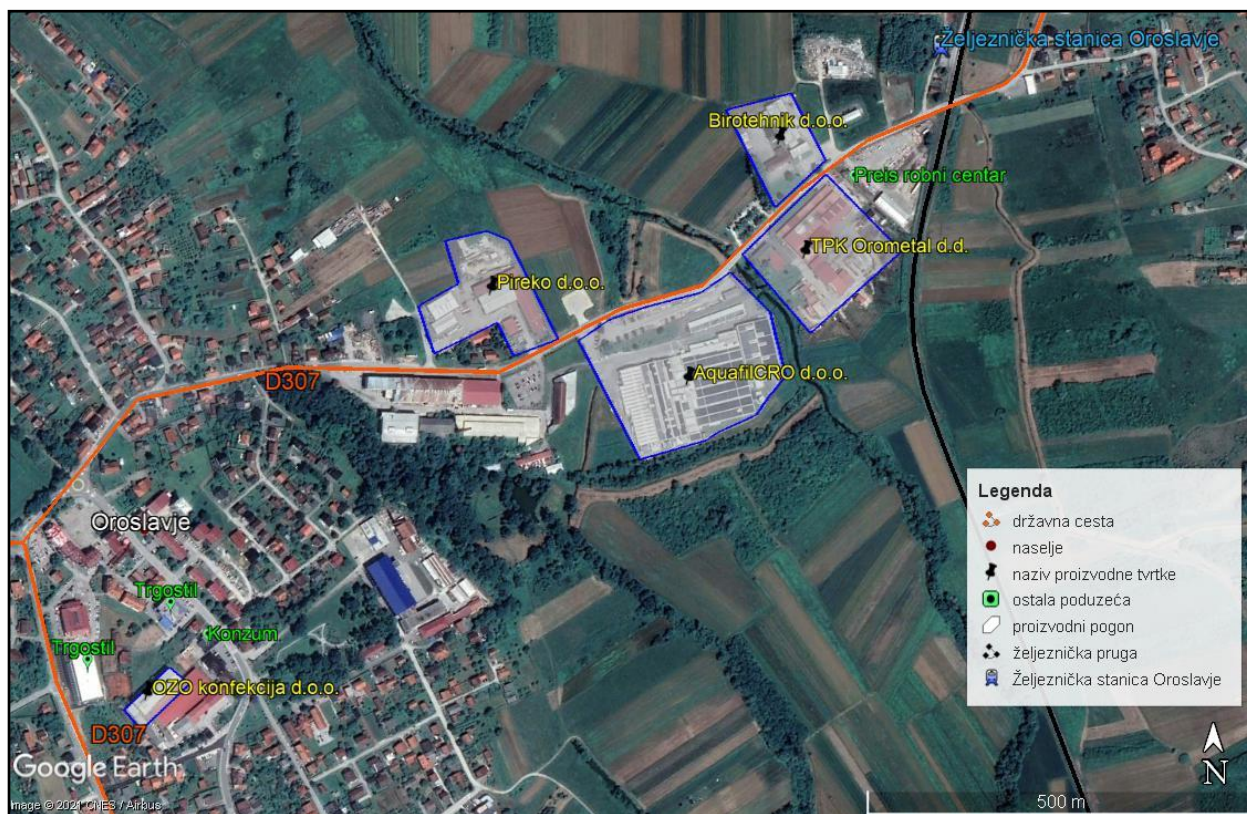 Željeznička stanica Oroslavje
Birotehnik d.o.o.
Preis robni centar
TPK Orometal d.d.
Pireko d.o.o.
AquafilCRO d.o.o.
D307
Oroslavje
Trgostil
Konzum
Trgostil
OZO konfekcija d.o.o.
D307
Legenda
državna cesta
naselje
naziv proizvodne tvrtke
ostala poduzeća
proizvodni pogon
željeznička pruga
Željeznička stanica Oroslavje
Google Earth
Image © 2021 CNES / Airbus
N
500 m